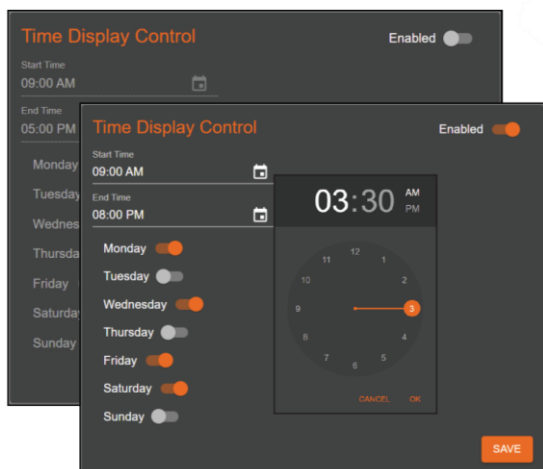 Time Display Control
Enabled
Start Time
09:00 AM
End Time
05:00 PM
Monday
Tuesday
Wednes
Thursda
Friday
Saturda
Sunday
Time Display Control
Enabled
Start Time
09:00 AM
End Time
08:00 PM
Monday
Tuesday
Wednesday
Thursday
Friday
Saturday
Sunday
03:30 AM
PM
12
1
2
3
4
5
6
7
8
9
10
11
CANCEL OK
SAVE